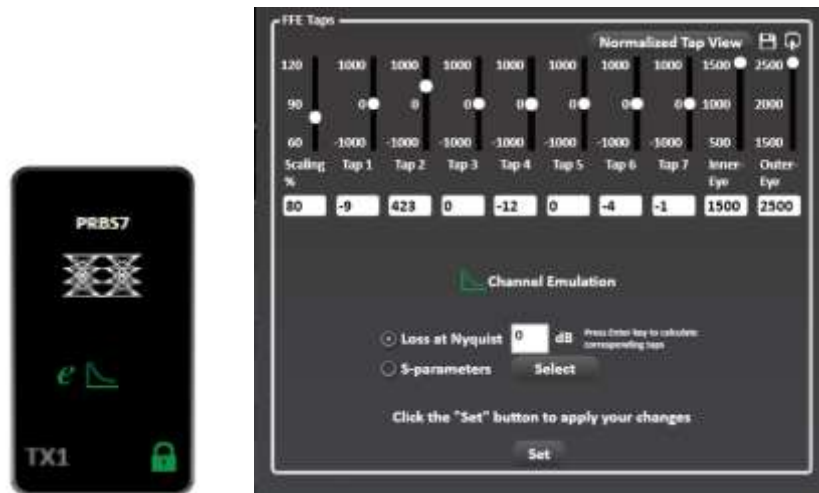 PRBS7
e
TX1
FFE Taps
Normalized Tap View
120 1000 1000 1000 1000 1000 1000 1000 1500 2500
90 0 0 0 0 0 0 0 1000 2000
60 -1000 -1000 -1000 -1000 -1000 -1000 -1000 500 1500
Scaling Tap 1 Tap 2 Tap 3 Tap 4 Tap 5 Tap 6 Tap 7 Inner- Outer-
% Eye Eye
80 -9 423 0 -12 0 -4 -1 1500 2500
Channel Emulation
Loss at Nyquist 0 dB Press Enter key to calculate
corresponding taps
S-parameters Select
Click the "Set" button to apply your changes
Set